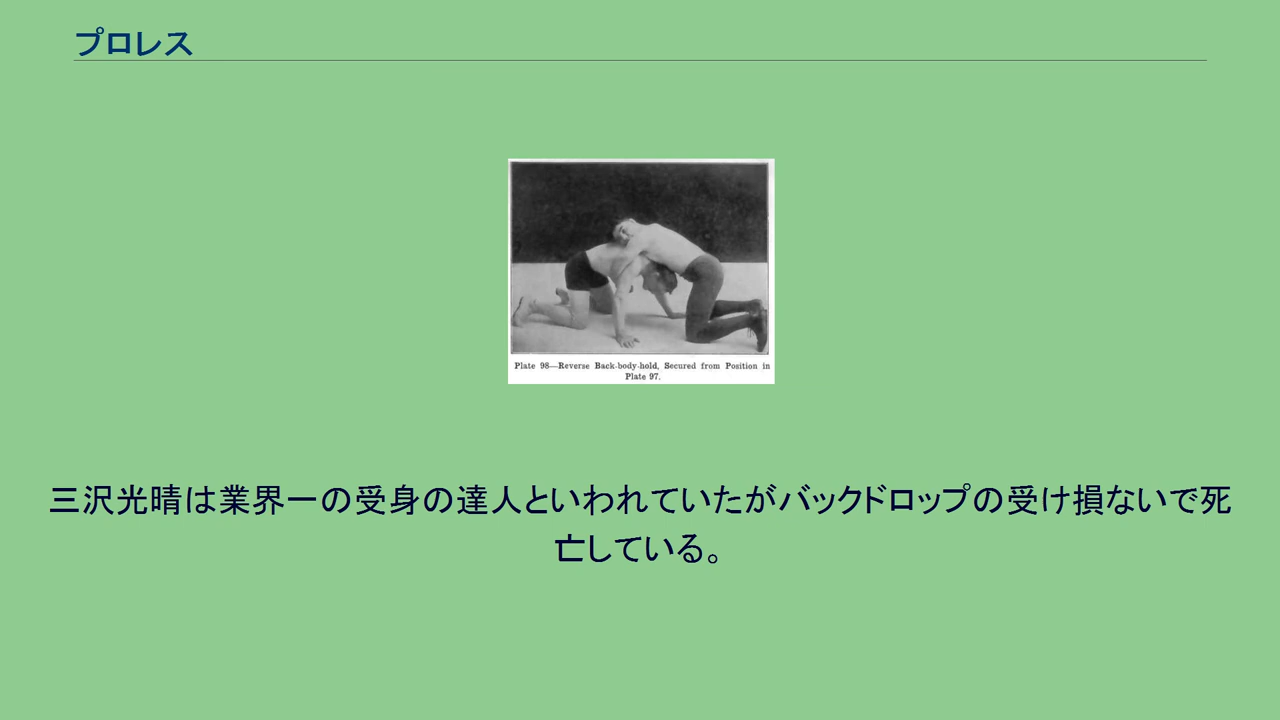 プロレス
Plate 98—Reverse Back-body-hold, Secured from Position in
Plate 97.
三沢光晴は業界一の受身の達人といわれていたがバックドロップの受け損ないで死
亡している。